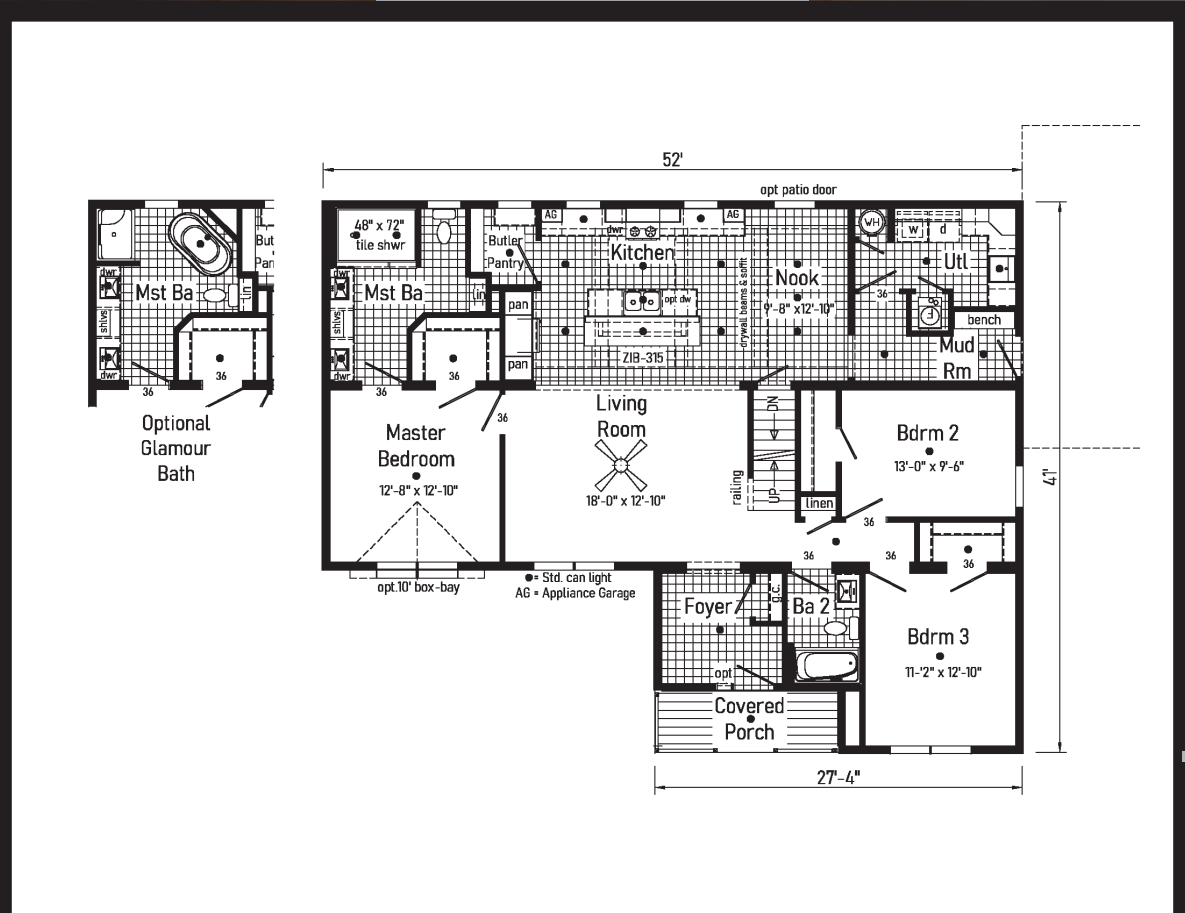 52'
opt patio door
48" x 72"
tile shwr
AG
AG
WH
w
d
dwr
Butler
Pantry
Kitchen
Utl
Nook
9'-8" x12'-10"
drywall beams & soffit
dwr
Mst Ba
lin
shlvs
dwr
pan
pan
opt dw
ZIB-315
36
F
bench
Mud
Rm
But
Pan
dwr
Mst Ba
lin
shlvs
dwr
36
36
Optional
Glamour
Bath
36
36
36
Master
Bedroom
12'-8" x 12'-10"
Living
Room
18'-0" x 12'-10"
DN
UP
railing
linen
Bdrm 2
13'-0" x 9'-6"
41'
36
36
36
36
opt.10' box-bay
= Std. can light
AG = Appliance Garage
Foyer
g.c.
Ba 2
opt
Bdrm 3
11-'2" x 12'-10"
Covered
Porch
27'-4"